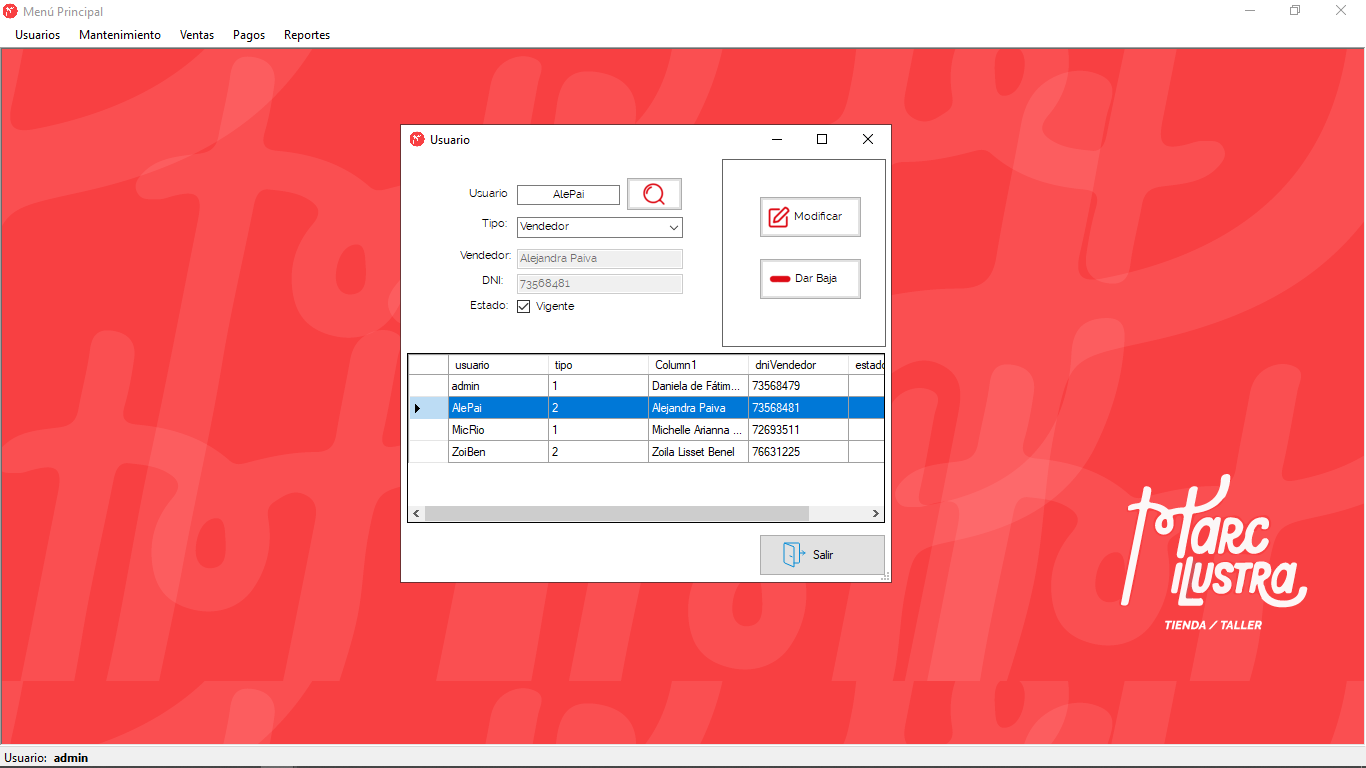 Menú Principal
Usuarios Mantenimiento Ventas Pagos Reportes
Usuario
Usuario AlePai
Tipo: Vendedor
Vendedor: Alejandra Paiva
DNI: 73568481
Estado: Vigente
Modificar
Dar Baja
usuario tipo Column1 dniVendedor estado
admin 1 Daniela de Fátim... 73568479
AlePai 2 Alejandra Paiva 73568481
MicRio 1 Michelle Arianna ... 72693511
ZoiBen 2 Zoila Lisset Benel 76631225
Salir
Marc
ilustra
TIENDA / TALLER
Usuario: admin